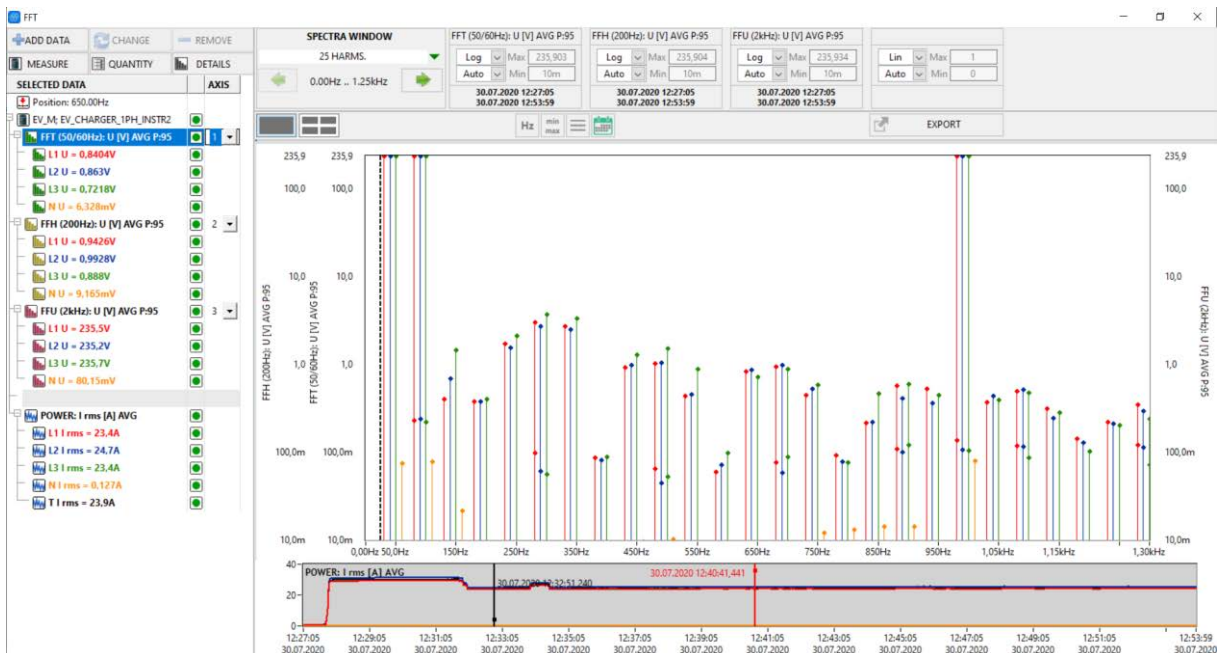 FFT
ADD DATA CHANGE REMOVE
MEASURE QUANTITY DETAILS
SELECTED DATA AXIS
Position: 650.00Hz
EV_M; EV_CHARGER_1PH_INSTR2
FFT (50/60Hz): U [V] AVG P:95 1
L1 U = 0,8404V
L2 U = 0,863V
L3 U = 0,7218V
N U = 6,328mV
FFH (200Hz): U [V] AVG P:95 2
L1 U = 0,9426V
L2 U = 0,9928V
L3 U = 0,888V
N U = 9,165mV
FFU (2kHz): U [V] AVG P:95 3
L1 U = 235,5V
L2 U = 235,2V
L3 U = 235,7V
N U = 80,15mV
POWER: I rms [A] AVG
L1 I rms = 23,4A
L2 I rms = 24,7A
L3 I rms = 23,4A
N I rms = 0,127A
T I rms = 23,9A
SPECTRA WINDOW
25 HARMS.
0.00Hz .. 1.25kHz
FFT (50/60Hz): U [V] AVG P:95
Log Max 235,903
Auto Min 10m
30.07.2020 12:27:05
30.07.2020 12:53:59
FFH (200Hz): U [V] AVG P:95
Log Max 235,904
Auto Min 10m
30.07.2020 12:27:05
30.07.2020 12:53:59
FFU (2kHz): U [V] AVG P:95
Log Max 235,934
Auto Min 10m
30.07.2020 12:27:05
30.07.2020 12:53:59
Lin Max 1
Auto Min 0
Hz min max EXPORT
235,9 235,9 235,9
100,0 100,0 100,0
10,0 10,0 10,0
1,0 1,0 1,0
100,0m 100,0m 100,0m
10,0m 10,0m 10,0m
FFH (200Hz): U [V] AVG P:95
FFT (50/60Hz): U [V] AVG P:95
FFU (2kHz): U [V] AVG P:95
0,00Hz 50,0Hz 150Hz 250Hz 350Hz 450Hz 550Hz 650Hz 750Hz 850Hz 950Hz 1,05kHz 1,15kHz 1,30kHz
POWER: I rms [A] AVG
40
20
0
30.07.2020 12:32:51,240
30.07.2020 12:40:41,441
12:27:05 12:29:05 12:31:05 12:33:05 12:35:05 12:37:05 12:39:05 12:41:05 12:43:05 12:45:05 12:47:05 12:49:05 12:51:05 12:53:59
30.07.2020 30.07.2020 30.07.2020 30.07.2020 30.07.2020 30.07.2020 30.07.2020 30.07.2020 30.07.2020 30.07.2020 30.07.2020 30.07.2020 30.07.2020 30.07.2020